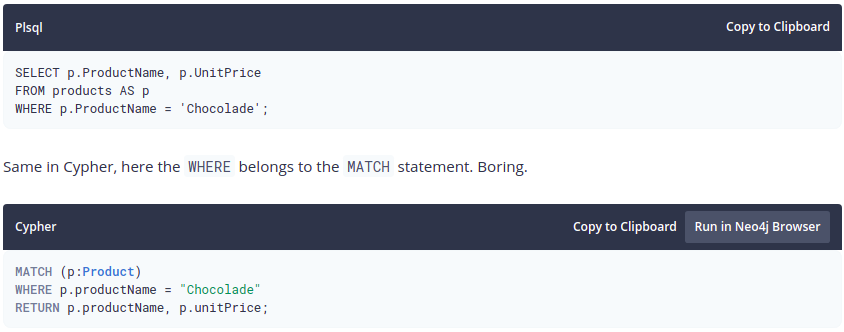 Plsql Copy to Clipboard
SELECT p.ProductName, p.UnitPrice
FROM products AS p
WHERE p.ProductName = 'Chocolade';
Same in Cypher, here the WHERE belongs to the MATCH statement. Boring.
Cypher Copy to Clipboard Run in Neo4j Browser
MATCH (p:Product)
WHERE p.productName = "Chocolade"
RETURN p.productName, p.unitPrice;